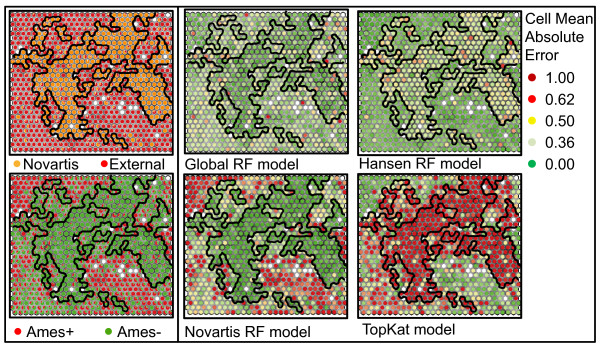 Cell Mean
Absolute
Error
1.00
0.62
0.50
0.36
0.00
Novartis External
Global RF model
Hansen RF model
Ames+ Ames-
Novartis RF model
TopKat model